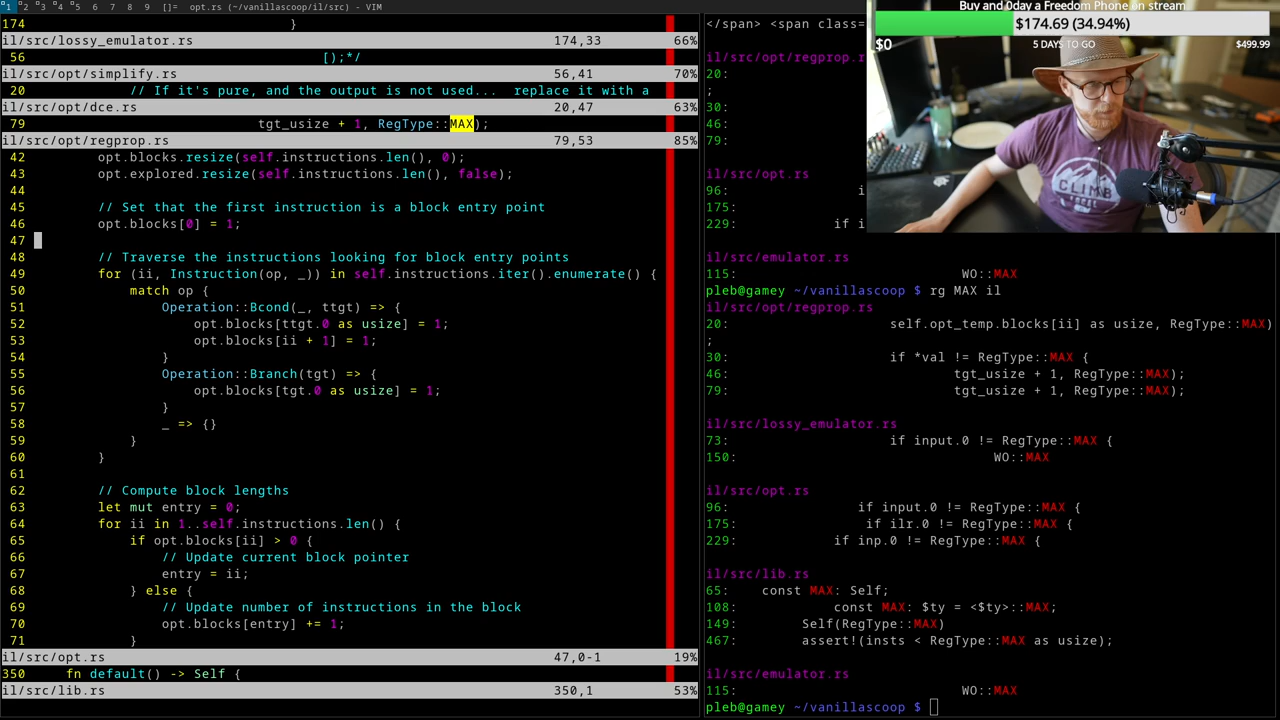 1 2 3 4 5 6 7 8 9 []= opt.rs (~/vanillascoop/il/src) - VIM
174 }
il/src/lossy_emulator.rs 174,33 66%
56 [);*/
il/src/opt/simplify.rs 56,41 70%
20 // If it's pure, and the output is not used... replace it with a
il/src/opt/dce.rs 20,47 63%
79 tgt_usize + 1, RegType::MAX);
il/src/opt/regprop.rs 79,53 85%
42 opt.blocks.resize(self.instructions.len(), 0);
43 opt.explored.resize(self.instructions.len(), false);
44
45 // Set that the first instruction is a block entry point
46 opt.blocks[0] = 1;
47
48 // Traverse the instructions looking for block entry points
49 for (ii, Instruction(op, _)) in self.instructions.iter().enumerate() {
50 match op {
51 Operation::Bcond(_, ttgt) => {
52 opt.blocks[ttgt.0 as usize] = 1;
53 opt.blocks[ii + 1] = 1;
54 }
55 Operation::Branch(tgt) => {
56 opt.blocks[tgt.0 as usize] = 1;
57 }
58 _ => {}
59 }
60 }
61
62 // Compute block lengths
63 let mut entry = 0;
64 for ii in 1..self.instructions.len() {
65 if opt.blocks[ii] > 0 {
66 // Update current block pointer
67 entry = ii;
68 } else {
69 // Update number of instructions in the block
70 opt.blocks[entry] += 1;
71 }
il/src/opt.rs 47,0-1 19%
350 fn default() -> Self {
il/src/lib.rs 350,1 53%
</span> <span class=
il/src/opt/regprop.r
20:
;
30:
46:
79:
il/src/opt.rs
96: i
175:
229: if i
il/src/emulator.rs
115: WO::MAX
pleb@gamey ~/vanillascoop $ rg MAX il
il/src/opt/regprop.rs
20: self.opt_temp.blocks[ii] as usize, RegType::MAX)
;
30: if *val != RegType::MAX {
46: tgt_usize + 1, RegType::MAX);
79: tgt_usize + 1, RegType::MAX);
il/src/lossy_emulator.rs
73: if input.0 != RegType::MAX {
150: WO::MAX
il/src/opt.rs
96: if input.0 != RegType::MAX {
175: if ilr.0 != RegType::MAX {
229: if inp.0 != RegType::MAX {
il/src/lib.rs
65: const MAX: Self;
108: const MAX: $ty = <$ty>::MAX;
149: Self(RegType::MAX)
467: assert!(insts < RegType::MAX as usize);
il/src/emulator.rs
115: WO::MAX
pleb@gamey ~/vanillascoop $
Buy and 0day a Freedom Phone on stream
$174.69 (34.94%)
$0 5 DAYS TO GO $499.99
CLIMB